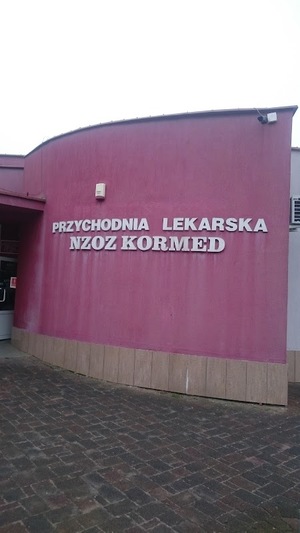 PRZYCHODNIA LEKARSKA
NZOZ KORMED